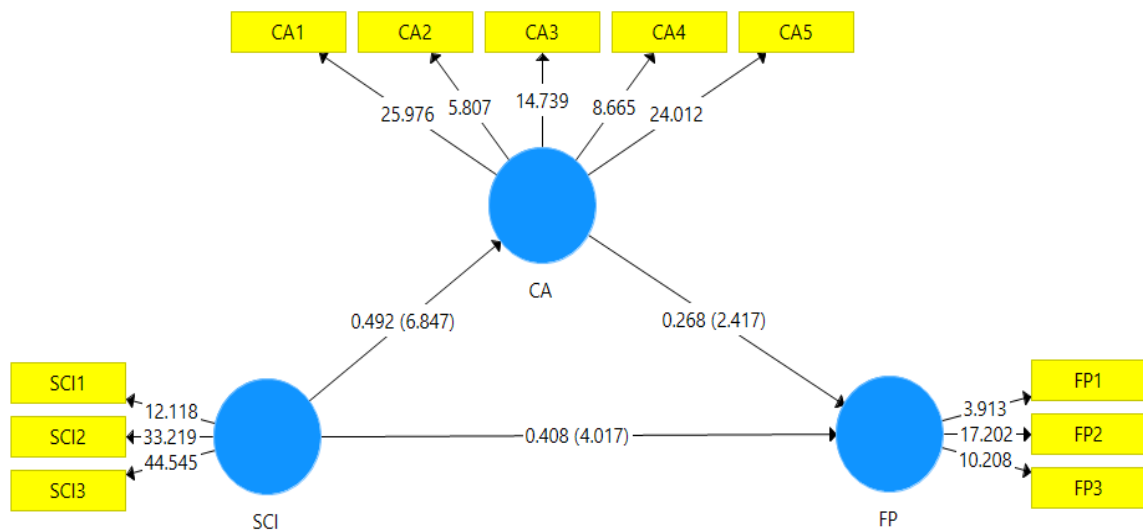 CA1 CA2 CA3 CA4 CA5
25.976 5.807 14.739 8.665 24.012
CA
0.492 (6.847) 0.268 (2.417)
SCI1
12.118
SCI2
33.219
SCI3
44.545
SCI
0.408 (4.017)
FP1
3.913
FP2
17.202
FP3
10.208
FP